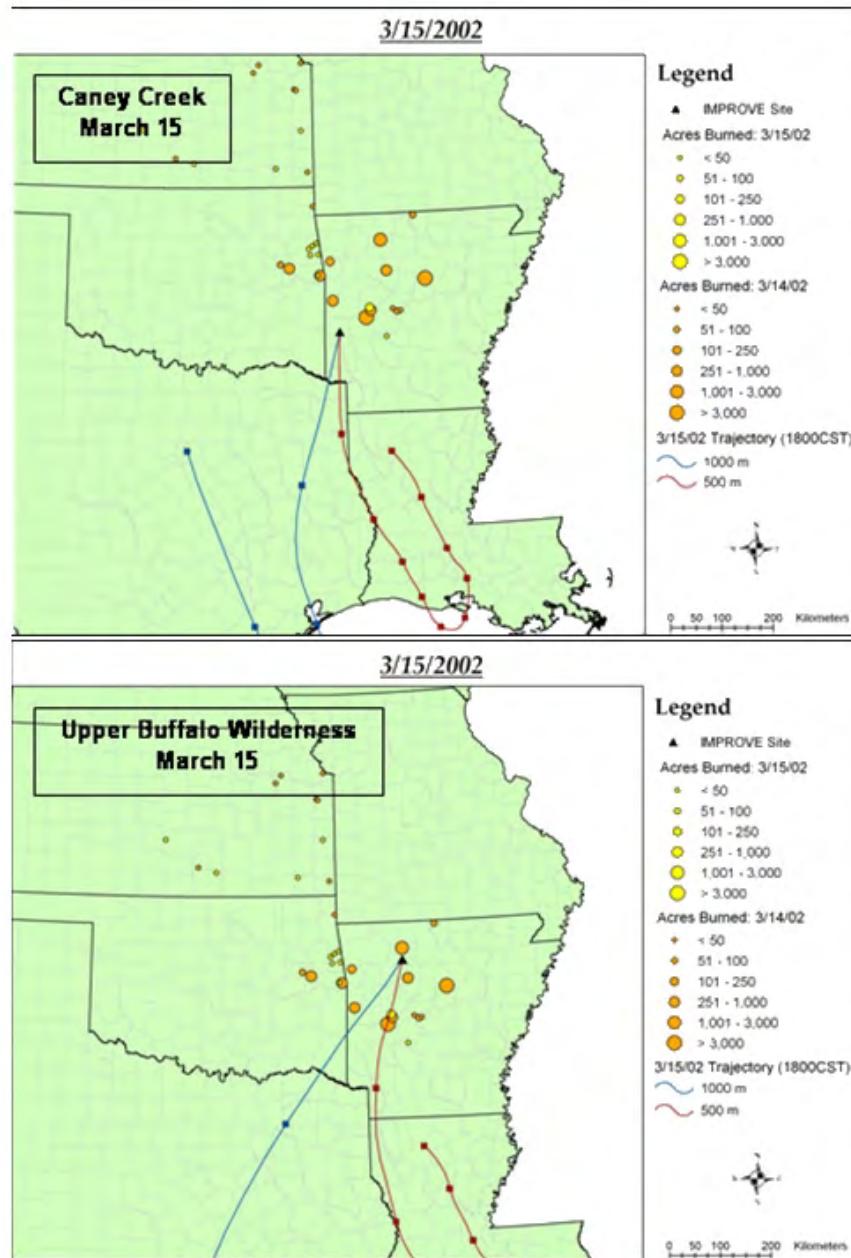 3/15/2002
Caney Creek
March 15
Legend
IMPROVE Site
Acres Burned: 3/15/02
< 50
51 - 100
101 - 250
251 - 1.000
1,001 - 3,000
> 3,000
Acres Burned: 3/14/02
< 50
51 - 100
101 - 250
251 - 1,000
1,001 - 3,000
> 3,000
3/15/02 Trajectory (1800CST)
1000 m
500 m
0 50 100 200 Kilometers
3/15/2002
Upper Buffalo Wilderness
March 15
Legend
IMPROVE Site
Acres Burned: 3/15/02
< 50
51 - 100
101 - 250
251 - 1,000
1,001 - 3,000
> 3,000
Acres Burned: 3/14/02
< 50
51 - 100
101 - 250
251 - 1,000
1,001 - 3,000
> 3,000
3/15/02 Trajectory (1800CST)
1000 m
500 m
0 50 100 200 Kilometers